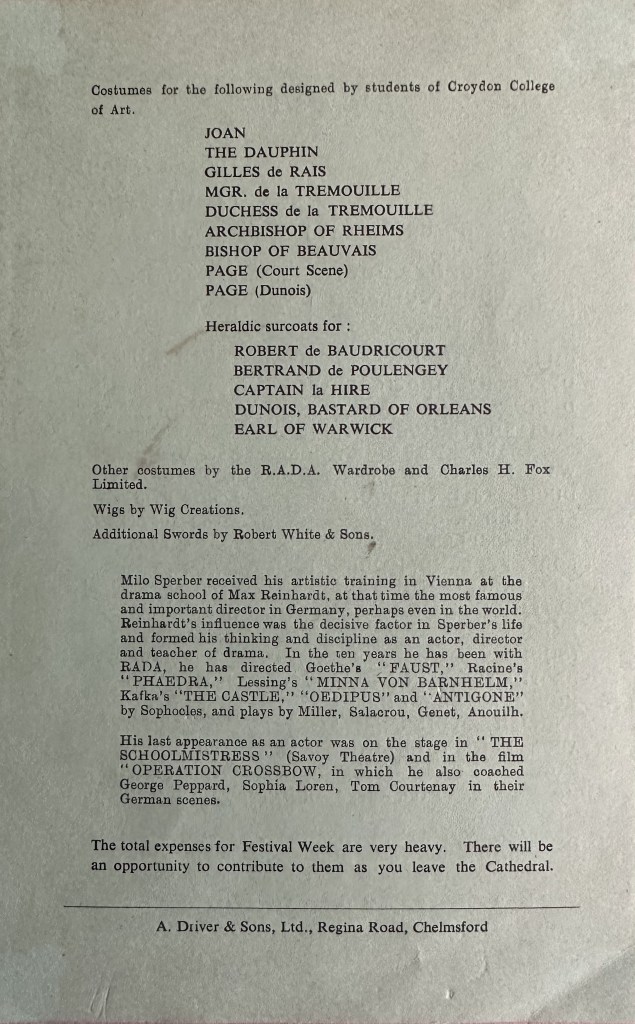 Costumes for the following designed by students of Croydon College
of Art.
JOAN
THE DAUPHIN
GILLES de RAIS
MGR. de la TREMOUILLE
DUCHESS de la TREMOUILLE
ARCHBISHOP OF RHEIMS
BISHOP OF BEAUVAIS
PAGE (Court Scene)
PAGE (Dunois)
Heraldic surcoats for :
ROBERT de BAUDRICOURT
BERTRAND de POULENGEY
CAPTAIN la HIRE
DUNOIS, BASTARD OF ORLEANS
EARL OF WARWICK
Other costumes by the R.A.D.A. Wardrobe and Charles H. Fox
Limited.
Wigs by Wig Creations.
Additional Swords by Robert White & Sons.
Milo Sperber received his artistic training in Vienna at the
drama school of Max Reinhardt, at that time the most famous
and important director in Germany, perhaps even in the world.
Reinhardt's influence was the decisive factor in Sperber's life
and formed his thinking and discipline as an actor, director
and teacher of drama. In the ten years he has been with
RADA, he has directed Goethe's "FAUST," Racine's
"PHAEDRA," Lessing's "MINNA VON BARNHELM,"
Kafka's "THE CASTLE," "OEDIPUS" and "ANTIGONE"
by Sophocles, and plays by Miller, Salacrou, Genet, Anouilh.
His last appearance as an actor was on the stage in "THE
SCHOOLMISTRESS" (Savoy Theatre) and in the film
"OPERATION CROSSBOW, in which he also coached
George Peppard, Sophia Loren, Tom Courtenay in their
German scenes.
The total expenses for Festival Week are very heavy. There will be
an opportunity to contribute to them as you leave the Cathedral.
A. Driver & Sons, Ltd., Regina Road, Chelmsford